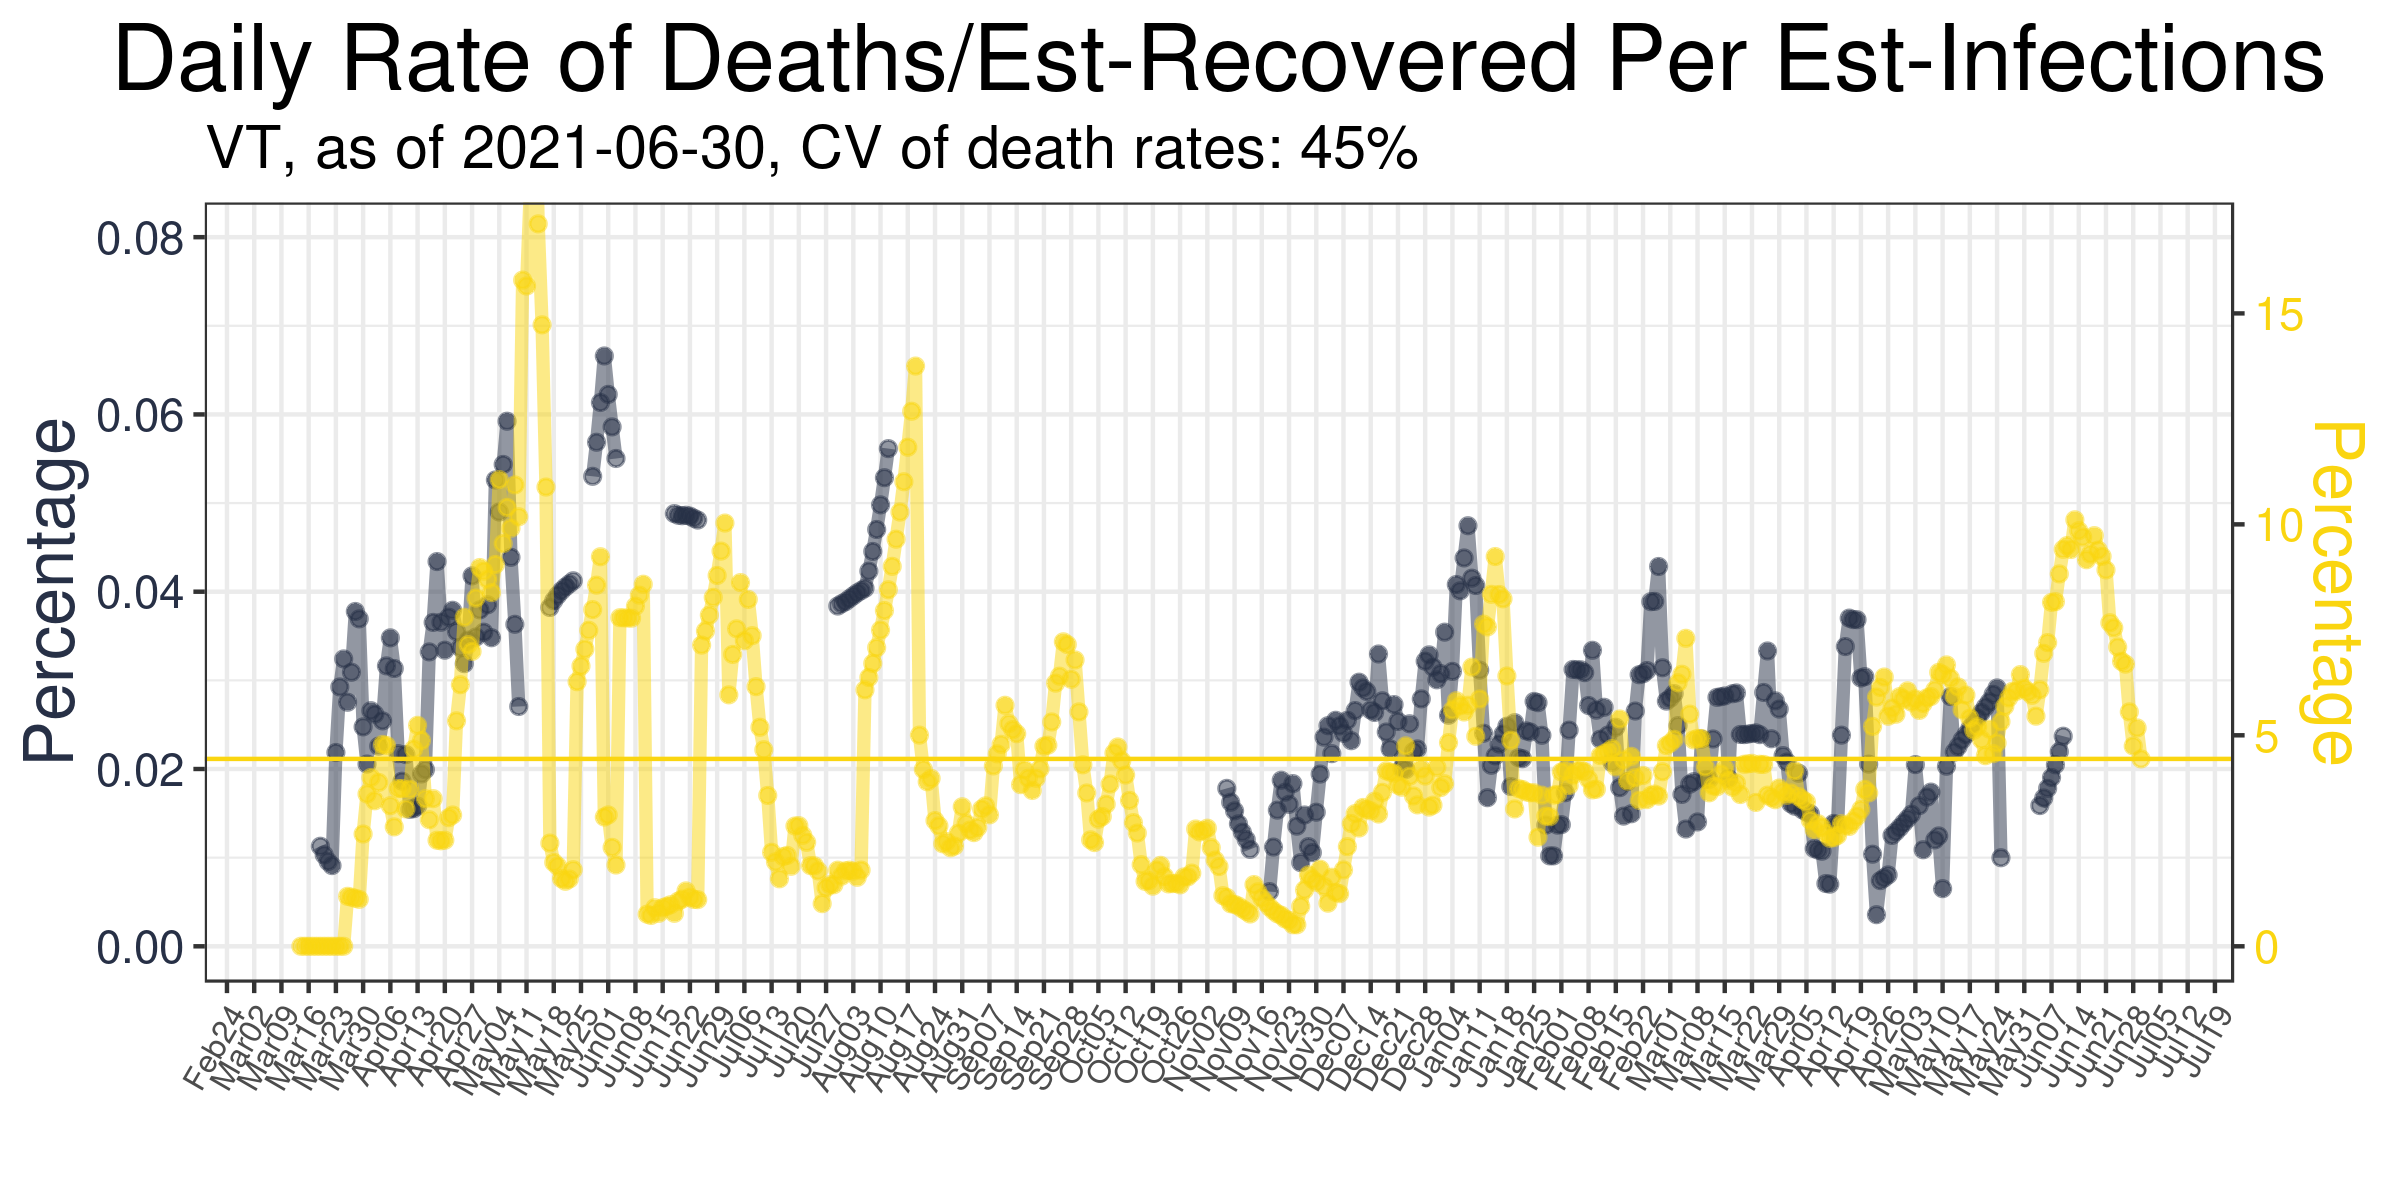 Daily Rate of Deaths/Est-Recovered Per Est-Infections
VT, as of 2021-06-30, CV of death rates: 45%
Percentage
0.08
0.06
0.04
0.02
0.00
15
10
5
0
Percentage
Feb24
Mar02
Mar09
Mar16
Mar23
Mar30
Apr06
Apr13
Apr20
Apr27
May04
May11
May18
May25
Jun01
Jun08
Jun15
Jun22
Jun29
Jul06
Jul13
Jul20
Jul27
Aug03
Aug10
Aug17
Aug24
Aug31
Sep07
Sep14
Sep21
Sep28
Oct05
Oct12
Oct19
Oct26
Nov02
Nov09
Nov16
Nov23
Nov30
Dec07
Dec14
Dec21
Dec28
Jan04
Jan11
Jan18
Jan25
Feb01
Feb08
Feb15
Feb22
Mar01
Mar08
Mar15
Mar22
Mar29
Apr05
Apr12
Apr19
Apr26
May03
May10
May17
May24
May31
Jun07
Jun14
Jun21
Jun28
Jul05
Jul12
Jul19